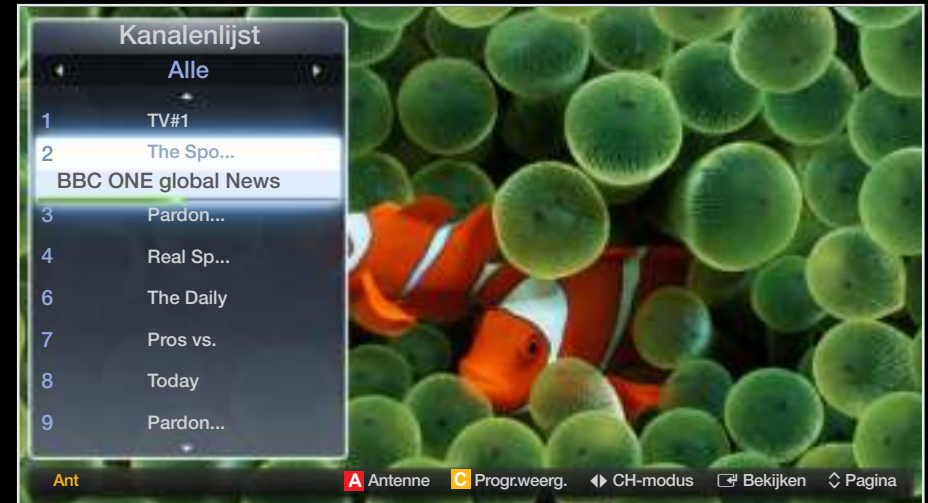 Kanalenlijst
Alle
1 TV#1
2 The Spo...
BBC ONE global News
3 Pardon...
4 Real Sp...
6 The Daily
7 Pros vs.
8 Today
9 Pardon...
Ant A Antenne C Progr.weerg. CH-modus Bekijken Pagina